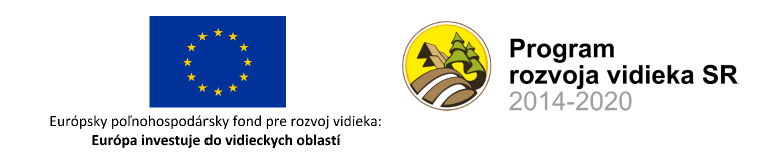 Európsky poľnohospodársky fond pre rozvoj vidieka:
Európa investuje do vidieckych oblastí
Program
rozvoja vidieka SR
2014-2020